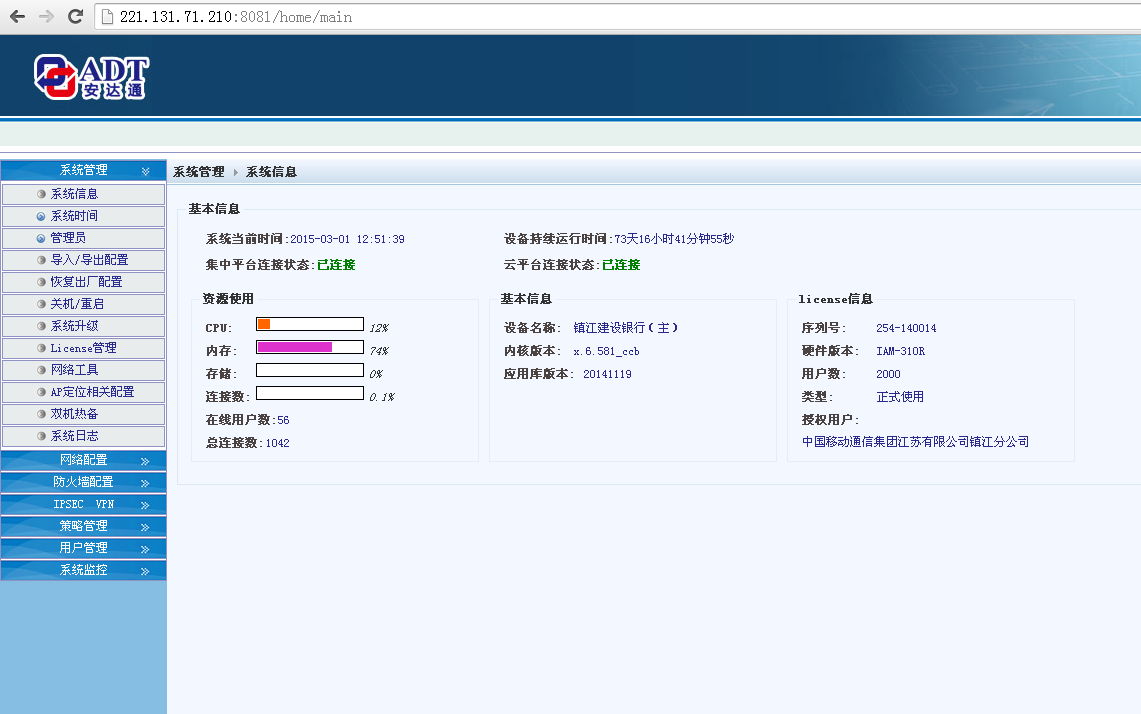 221.131.71.210:8081/home/main
ADT
安达通
系统管理
系统信息
系统时间
管理员
导入/导出配置
恢复出厂配置
关机/重启
系统升级
License管理
网络工具
AP定位相关配置
双机热备
系统日志
网络配置
防火墙配置
IPSEC VPN
策略管理
用户管理
系统监控
系统管理 系统信息
基本信息
系统当前时间:2015-03-01 12:51:39 设备持续运行时间:73天16小时41分钟55秒
集中平台连接状态:已连接 云平台连接状态:已连接
资源使用
CPU: 12%
内存: 74%
存储: 0%
连接数: 0.1%
在线用户数:56
总连接数:1042
基本信息
设备名称: 镇江建设银行(主)
内核版本: x.6.581_ccb
应用库版本: 20141119
license信息
序列号: 254-140014
硬件版本: IAM-310R
用户数: 2000
类型: 正式使用
授权用户:
中国移动通信集团江苏有限公司镇江分公司